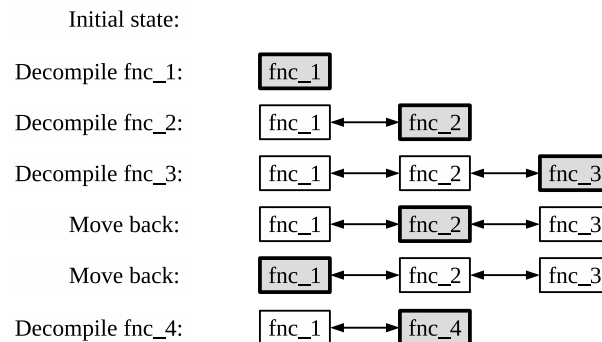 Initial state:
Decompile fnc_1: fnc_1
Decompile fnc_2: fnc_1 fnc_2
Decompile fnc_3: fnc_1 fnc_2 fnc_3
Move back: fnc_1 fnc_2 fnc_3
Move back: fnc_1 fnc_2 fnc_3
Decompile fnc_4: fnc_1 fnc_4